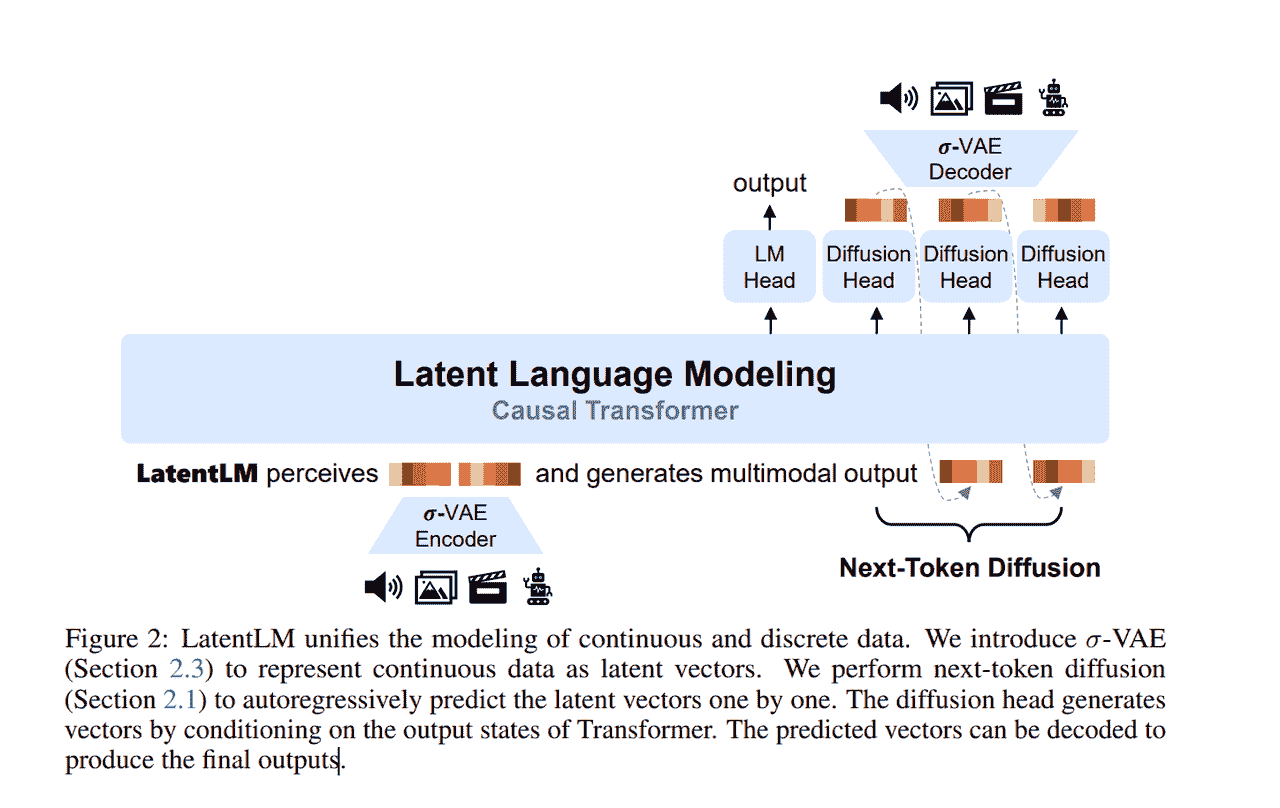 σ-VAE
Decoder
output
LM
Head
Diffusion
Head
Diffusion
Head
Diffusion
Head
Latent Language Modeling
Causal Transformer
LatentLM perceives and generates multimodal output
σ-VAE
Encoder
Next-Token Diffusion
Figure 2: LatentLM unifies the modeling of continuous and discrete data. We introduce σ-VAE
(Section 2.3) to represent continuous data as latent vectors. We perform next-token diffusion
(Section 2.1) to autoregressively predict the latent vectors one by one. The diffusion head generates
vectors by conditioning on the output states of Transformer. The predicted vectors can be decoded to
produce the final outputs.